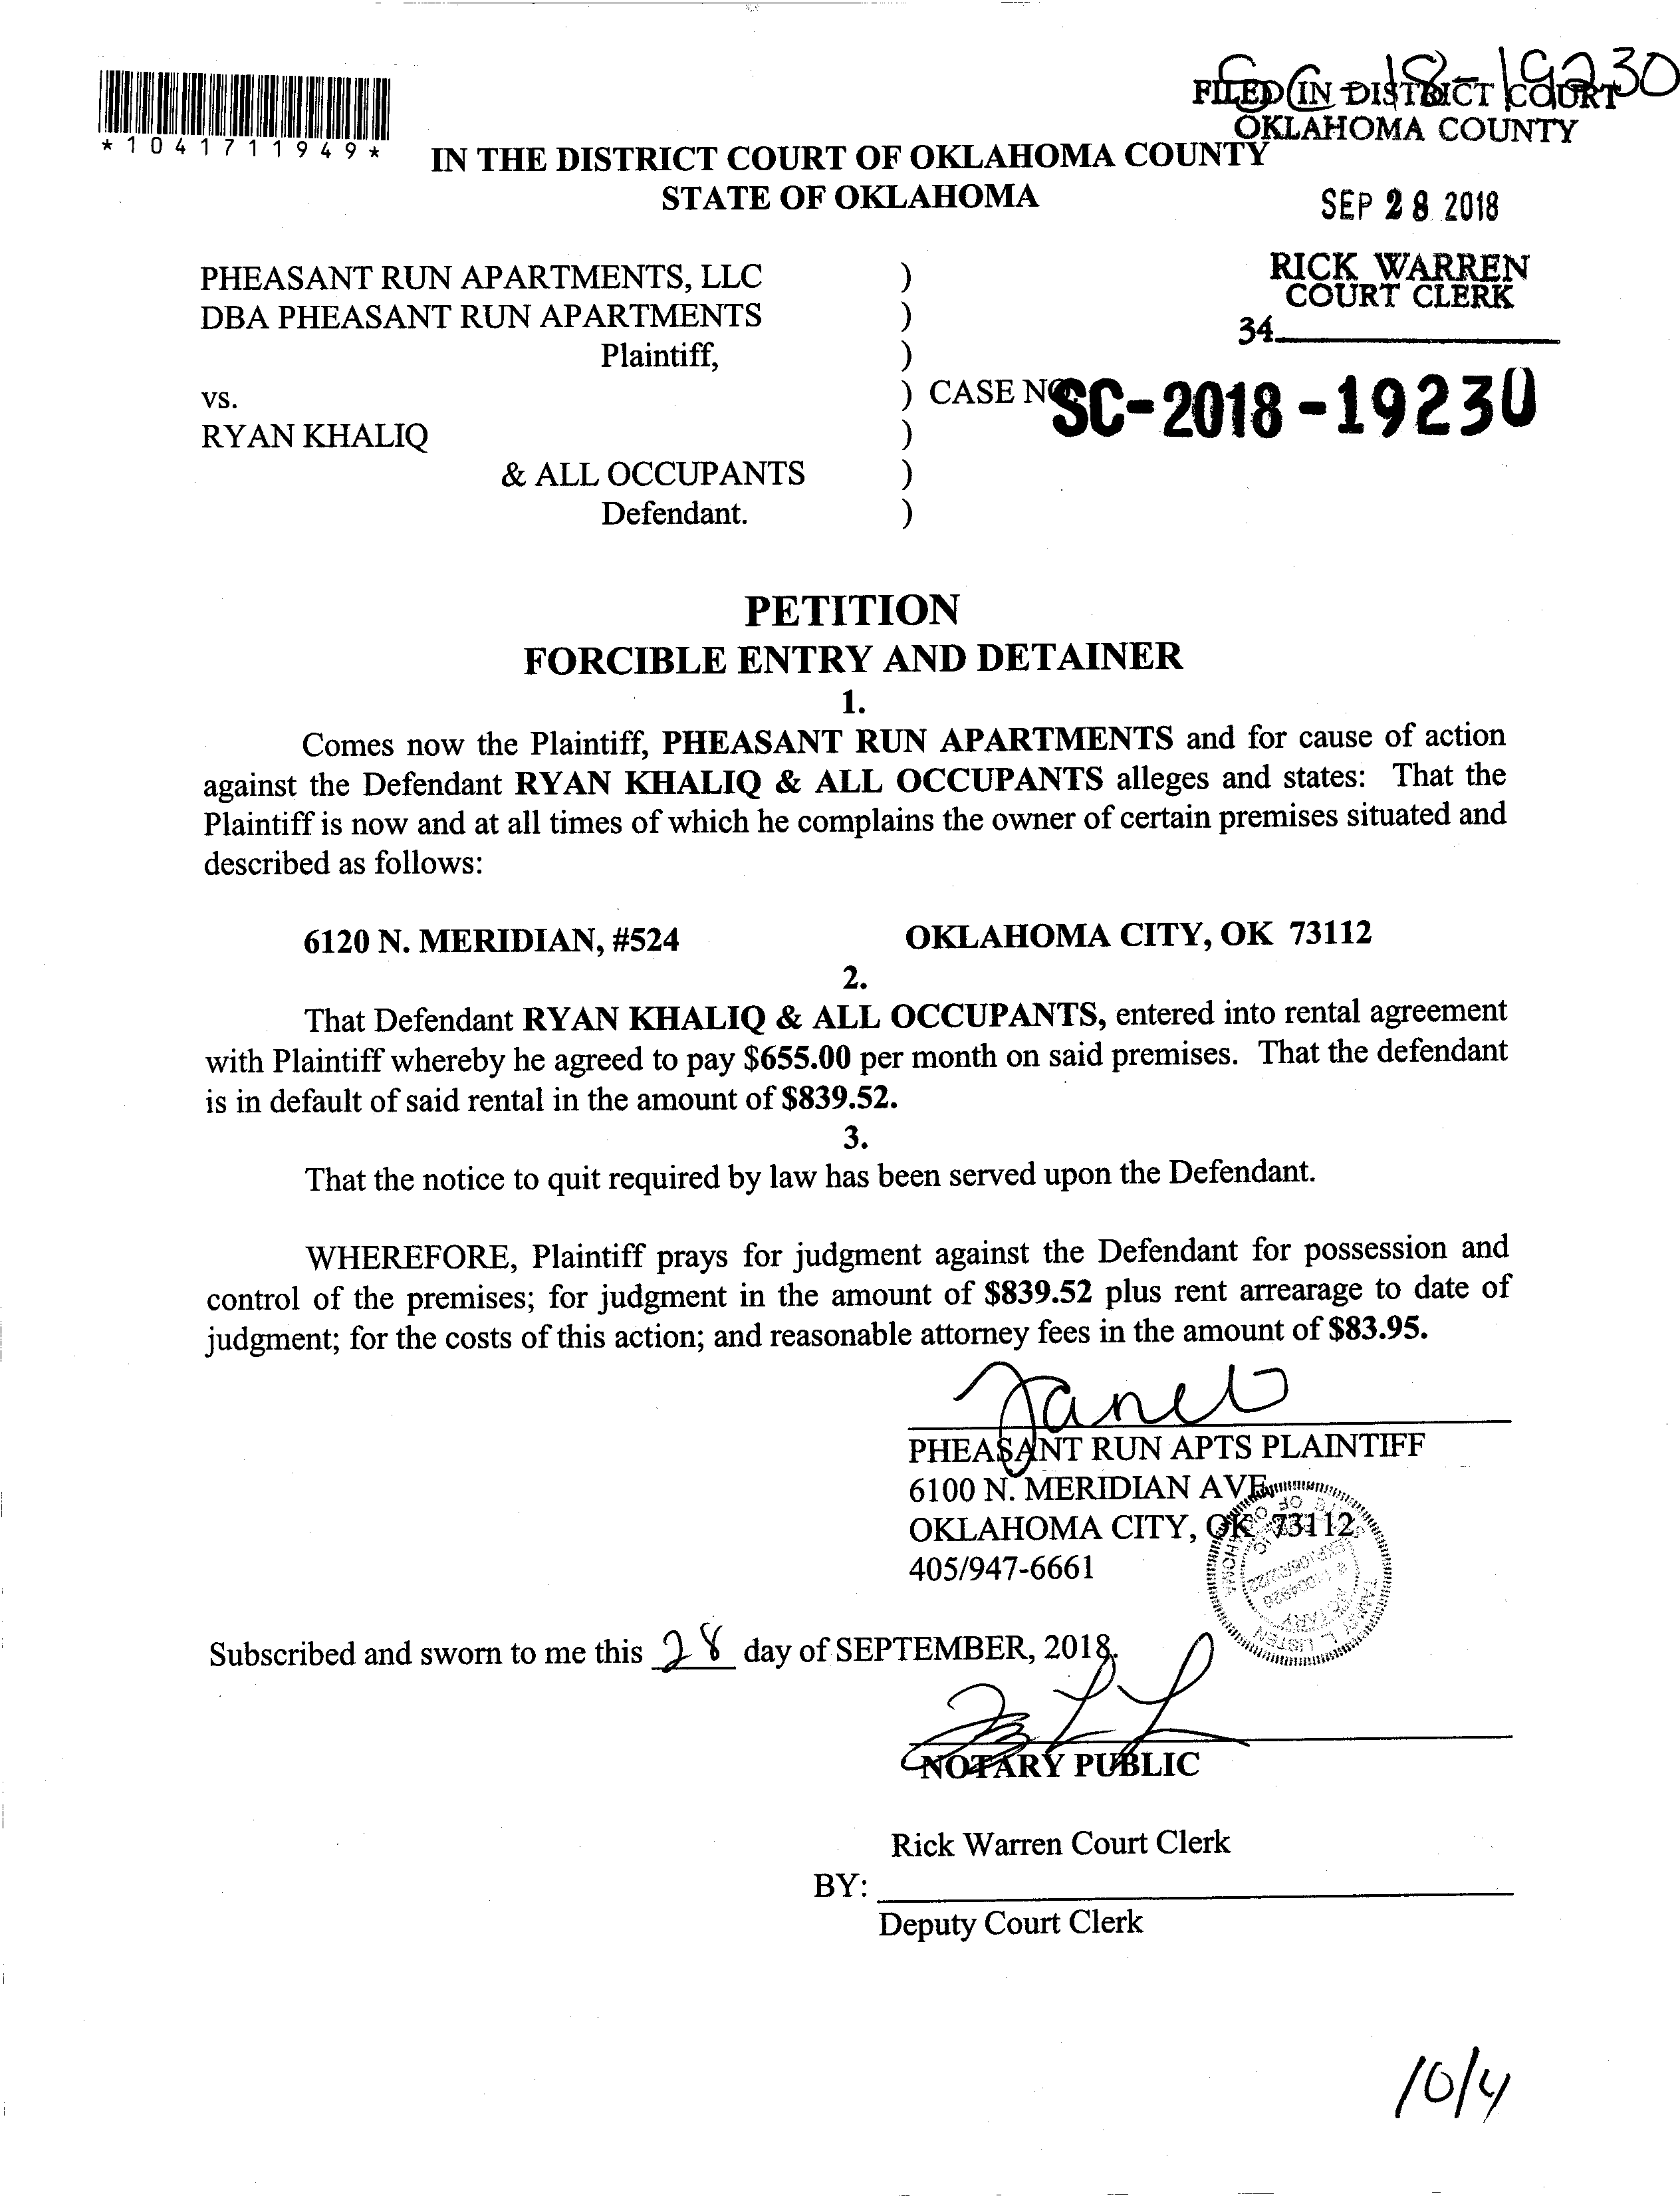 SC-18-19230
FILED IN DISTRICT COURT
OKLAHOMA COUNTY
*1041711949*
IN THE DISTRICT COURT OF OKLAHOMA COUNTY
STATE OF OKLAHOMA
SEP 28 2018
RICK WARREN
COURT CLERK
34
PHEASANT RUN APARTMENTS, LLC )
DBA PHEASANT RUN APARTMENTS )
Plaintiff, )
vs. ) CASE NO. SC-2018-19230
RYAN KHALIQ )
& ALL OCCUPANTS )
Defendant. )
PETITION
FORCIBLE ENTRY AND DETAINER
1.
Comes now the Plaintiff, PHEASANT RUN APARTMENTS and for cause of action
against the Defendant RYAN KHALIQ & ALL OCCUPANTS alleges and states: That the
Plaintiff is now and at all times of which he complains the owner of certain premises situated and
described as follows:
6120 N. MERIDIAN, #524 OKLAHOMA CITY, OK 73112
2.
That Defendant RYAN KHALIQ & ALL OCCUPANTS, entered into rental agreement
with Plaintiff whereby he agreed to pay $655.00 per month on said premises. That the defendant
is in default of said rental in the amount of $839.52.
3.
That the notice to quit required by law has been served upon the Defendant.
WHEREFORE, Plaintiff prays for judgment against the Defendant for possession and
control of the premises; for judgment in the amount of $839.52 plus rent arrearage to date of
judgment; for the costs of this action; and reasonable attorney fees in the amount of $83.95.
PHEASANT RUN APTS PLAINTIFF
6100 N. MERIDIAN AVE
OKLAHOMA CITY, OK 73112
405/947-6661
Subscribed and sworn to me this 28 day of SEPTEMBER, 2018.
NOTARY PUBLIC
Rick Warren Court Clerk
BY:
Deputy Court Clerk
10/4